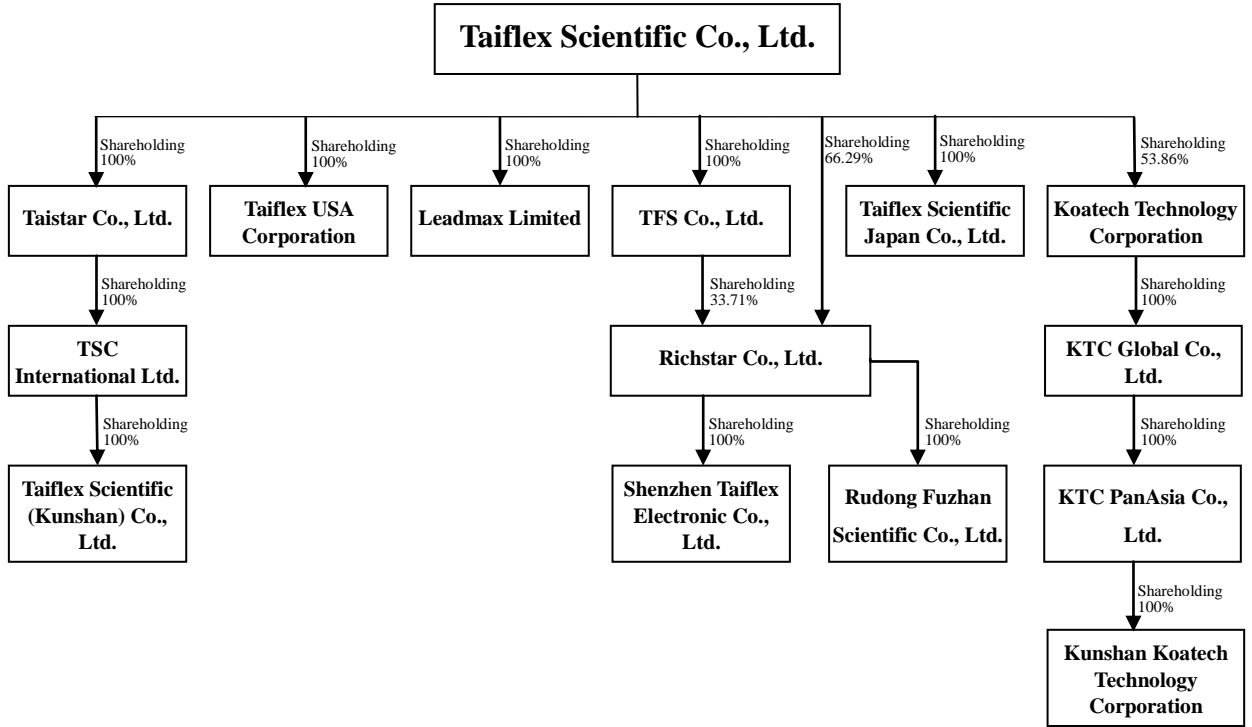 Taiflex Scientific Co., Ltd.
Shareholding
100%
Shareholding
100%
Shareholding
100%
Shareholding
100%
Shareholding
66.29%
Shareholding
100%
Shareholding
53.86%
Taistar Co., Ltd.
Taiflex USA
Corporation
Leadmax Limited
TFS Co., Ltd.
Taiflex Scientific
Japan Co., Ltd.
Koatech Technology
Corporation
Shareholding
100%
Shareholding
33.71%
Shareholding
100%
TSC
International Ltd.
Richstar Co., Ltd.
KTC Global Co.,
Ltd.
Shareholding
100%
Shareholding
100%
Shareholding
100%
Shareholding
100%
Taiflex Scientific
(Kunshan) Co.,
Ltd.
Shenzhen Taiflex
Electronic Co.,
Ltd.
Rudong Fuzhan
Scientific Co., Ltd.
KTC PanAsia Co.,
Ltd.
Shareholding
100%
Kunshan Koatech
Technology
Corporation